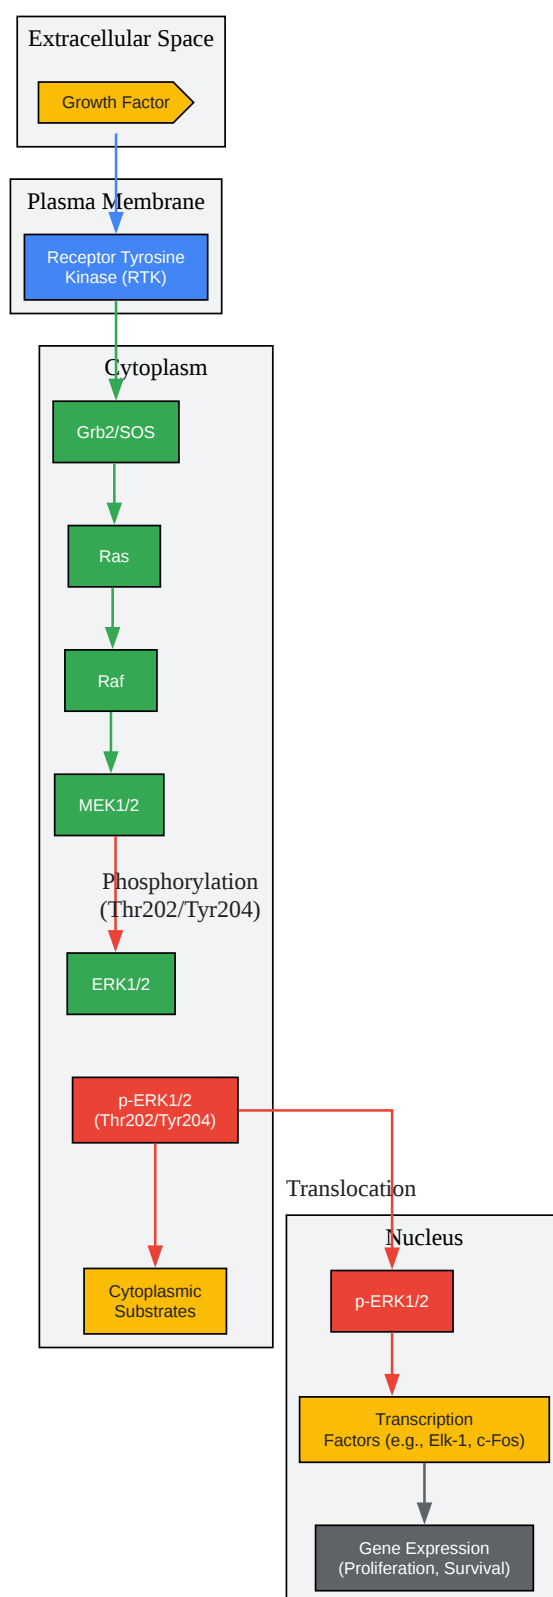 Extracellular Space
Growth Factor
Plasma Membrane
Receptor Tyrosine
Kinase (RTK)
Cytoplasm
Grb2/SOS
Ras
Raf
MEK1/2
Phosphorylation
(Thr202/Tyr204)
ERK1/2
p-ERK1/2
(Thr202/Tyr204)
Translocation
Nucleus
Cytoplasmic
Substrates
p-ERK1/2
Transcription
Factors (e.g., Elk-1, c-Fos)
Gene Expression
(Proliferation, Survival)